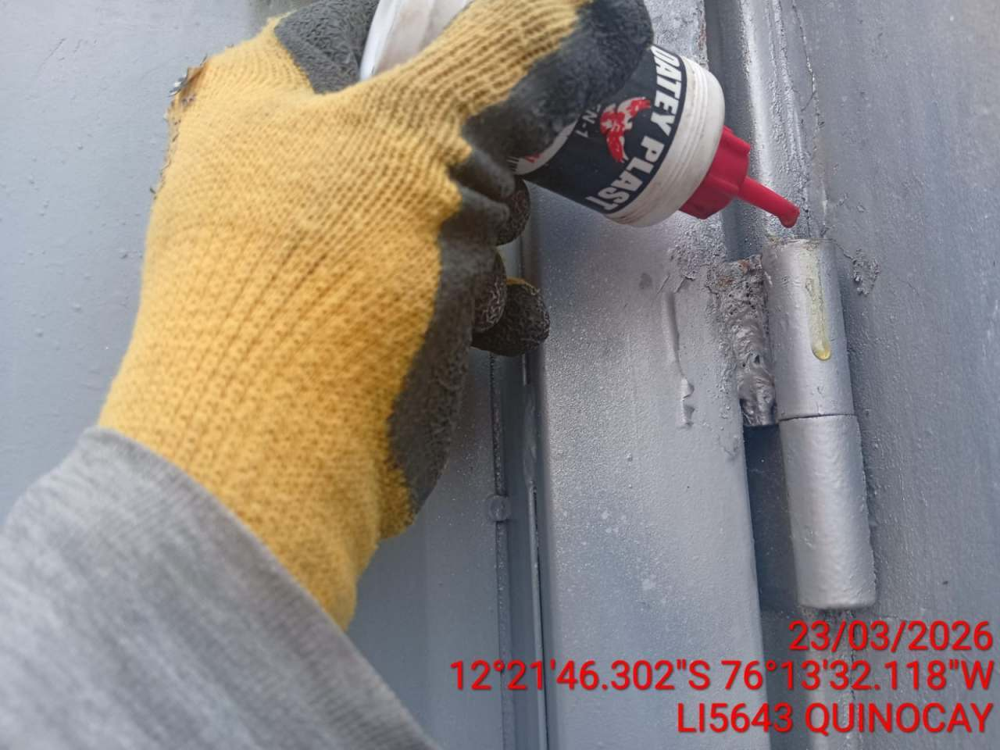 OATEY PLAST
23/03/2026
12°21'46.302"S 76°13'32.118"W
LI5643 QUINOCAY